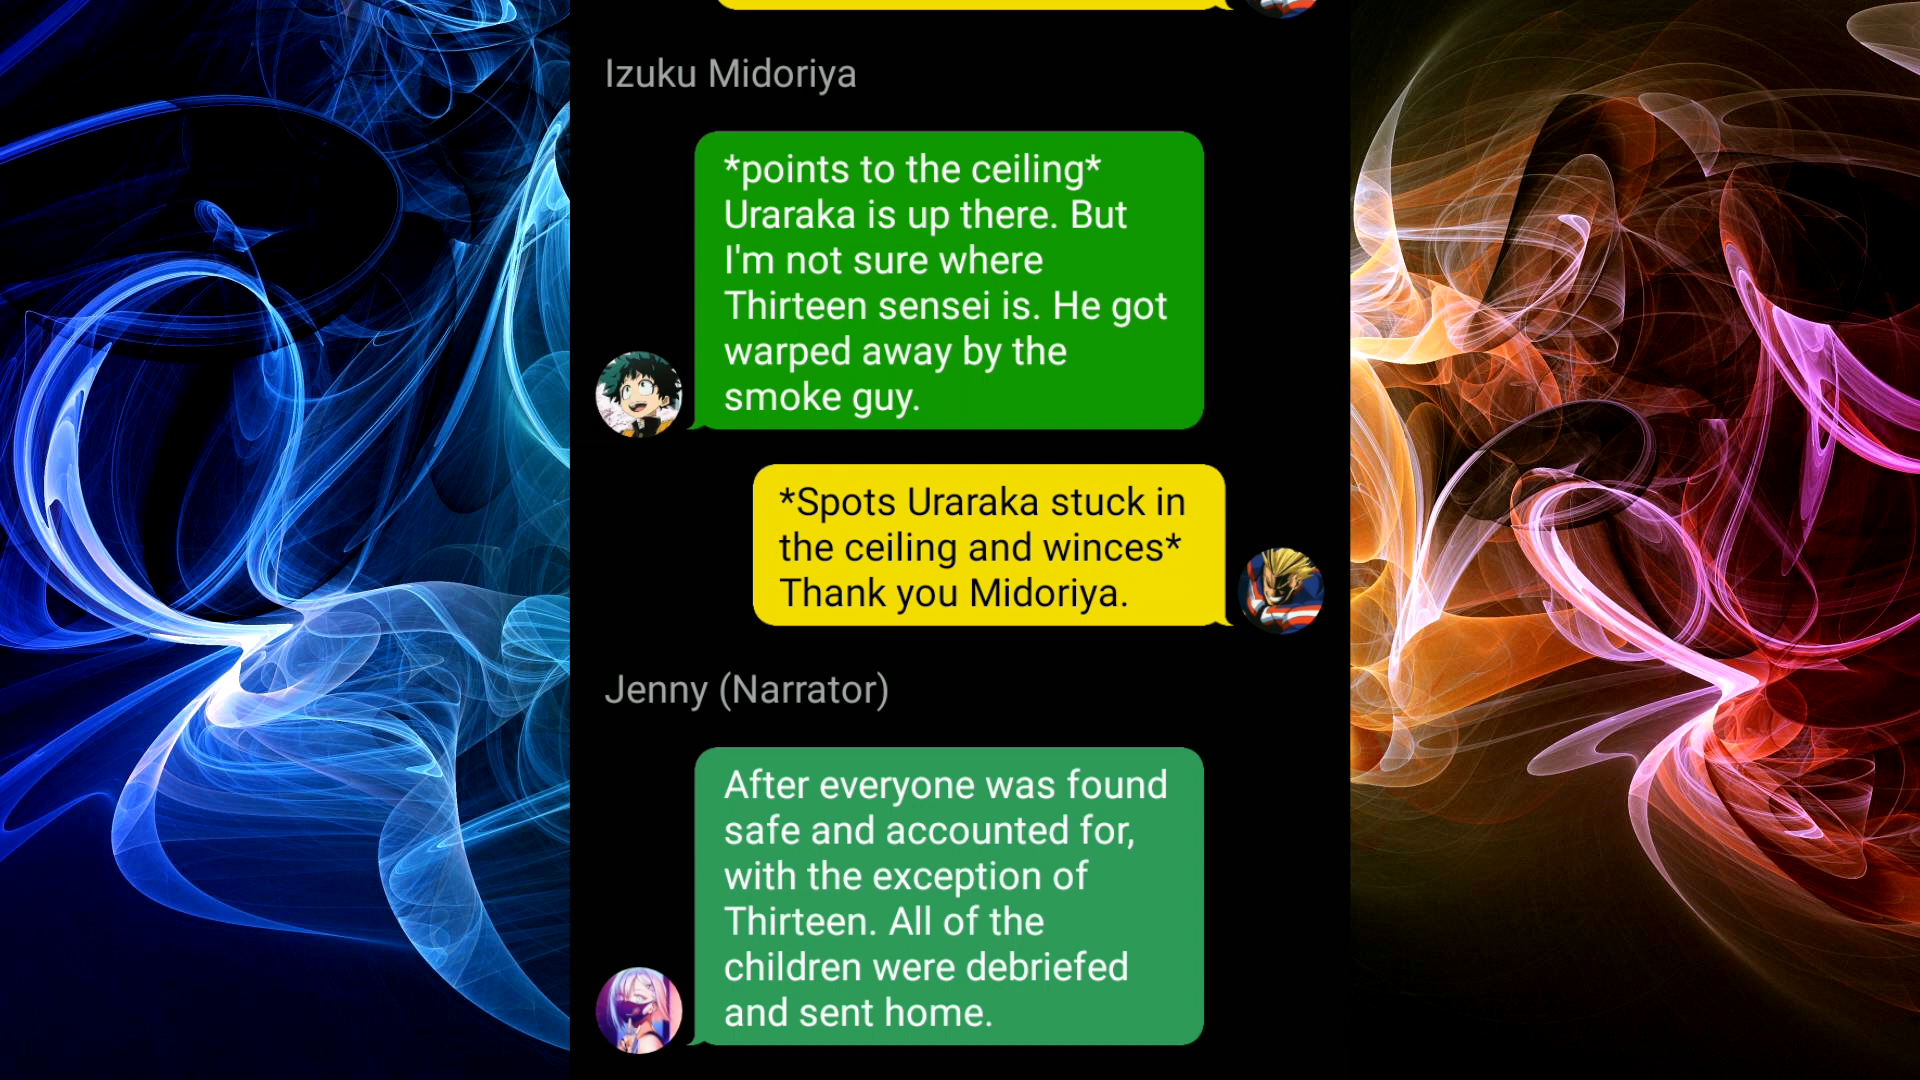 Izuku Midoriya
*points to the ceiling*
Uraraka is up there. But
I'm not sure where
Thirteen sensei is. He got
warped away by the
smoke guy.
*Spots Uraraka stuck in
the ceiling and winces*
Thank you Midoriya.
Jenny (Narrator)
After everyone was found
safe and accounted for,
with the exception of
Thirteen. All of the
children were debriefed
and sent home.